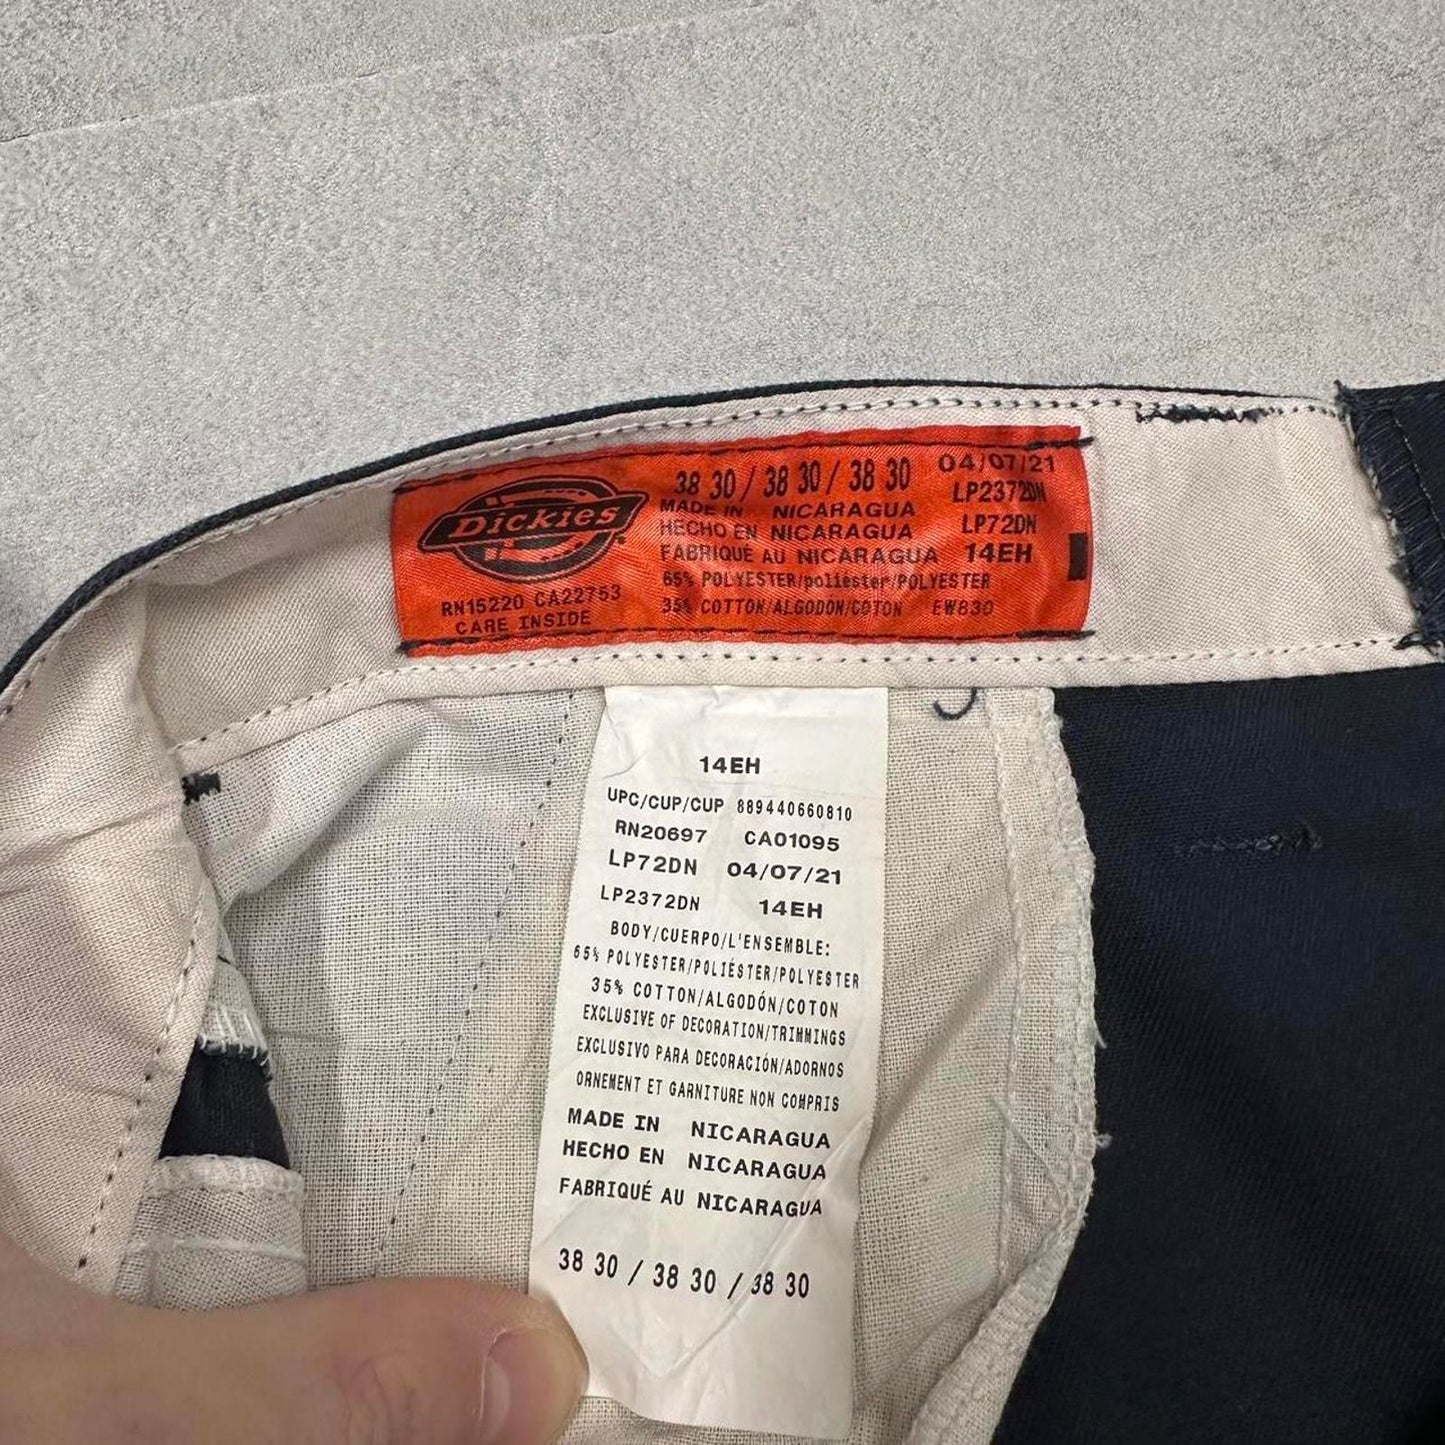 Dickies
RN15220 CA22753
CARE INSIDE
38 30 / 38 30 / 38 30
MADE IN NICARAGUA
HECHO EN NICARAGUA
FABRIQUÉ AU NICARAGUA
65% POLYESTER/poliéster/POLYESTER
35% COTTON/ALGODON/COTON EW830
04/07/21
LP2372DN
LP72DN
14EH
14EH
UPC/CUP/CUP 889440660810
RN20697 CA01095
LP72DN 04/07/21
LP2372DN 14EH
BODY/CUERPO/L'ENSEMBLE:
65% POLYESTER/POLIÉSTER/POLYESTER
35% COTTON/ALGODÓN/COTON
EXCLUSIVE OF DECORATION/TRIMMINGS
EXCLUSIVO PARA DECORACIÓN/ADORNOS
ORNEMENT ET GARNITURE NON COMPRIS
MADE IN NICARAGUA
HECHO EN NICARAGUA
FABRIQUÉ AU NICARAGUA
38 30 / 38 30 / 38 30